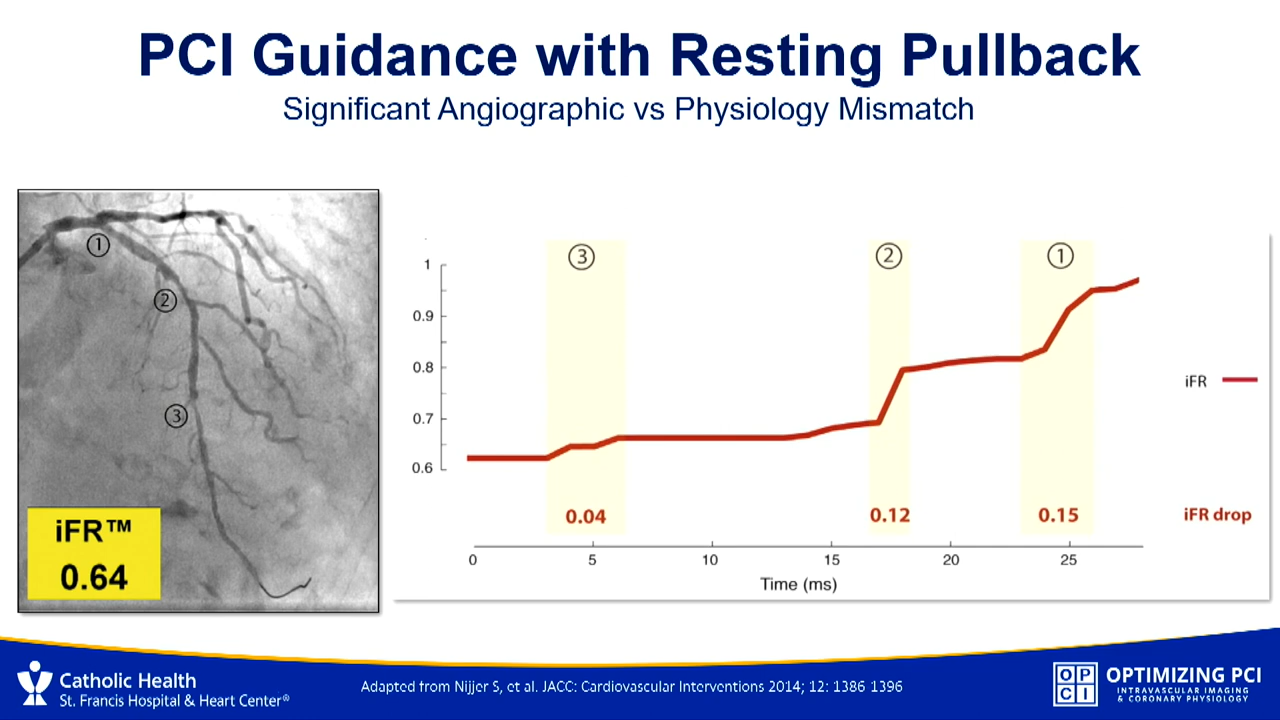 PCI Guidance with Resting Pullback
Significant Angiographic vs Physiology Mismatch
1
2
3
iFR™
0.64
3
2
1
1
0.9
0.8
0.7
0.6
iFR
0.04
0.12
0.15
iFR drop
0
5
10
15
20
25
Time (ms)
Catholic Health
St. Francis Hospital & Heart Center®
Adapted from Nijjer S, et al. JACC: Cardiovascular Interventions 2014; 12: 1386-1396
OP
CI
OPTIMIZING PCI
INTRAVASCULAR IMAGING
& CORONARY PHYSIOLOGY